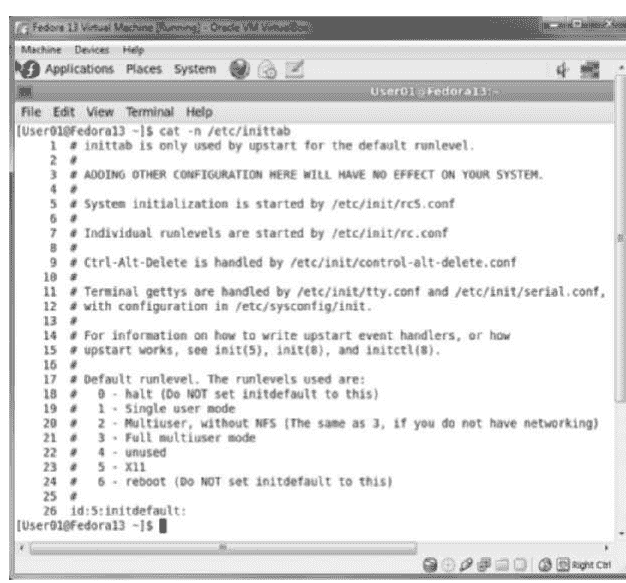 Fedora 13 Virtual Machine [Running] - Oracle VM VirtualBox
Machine Devices Help
Applications Places System
User01@Fedora13:~
File Edit View Terminal Help
[User01@Fedora13 ~]$ cat -n /etc/inittab
1 # inittab is only used by upstart for the default runlevel.
2 #
3 # ADDING OTHER CONFIGURATION HERE WILL HAVE NO EFFECT ON YOUR SYSTEM.
4 #
5 # System initialization is started by /etc/init/rcS.conf
6 #
7 # Individual runlevels are started by /etc/init/rc.conf
8 #
9 # Ctrl-Alt-Delete is handled by /etc/init/control-alt-delete.conf
10 #
11 # Terminal gettys are handled by /etc/init/tty.conf and /etc/init/serial.conf,
12 # with configuration in /etc/sysconfig/init.
13 #
14 # For information on how to write upstart event handlers, or how
15 # upstart works, see init(5), init(8), and initctl(8).
16 #
17 # Default runlevel. The runlevels used are:
18 # 0 - halt (Do NOT set initdefault to this)
19 # 1 - Single user mode
20 # 2 - Multiuser, without NFS (The same as 3, if you do not have networking)
21 # 3 - Full multiuser mode
22 # 4 - unused
23 # 5 - X11
24 # 6 - reboot (Do NOT set initdefault to this)
25 #
26 id:5:initdefault:
[User01@Fedora13 ~]$
Right Ctrl